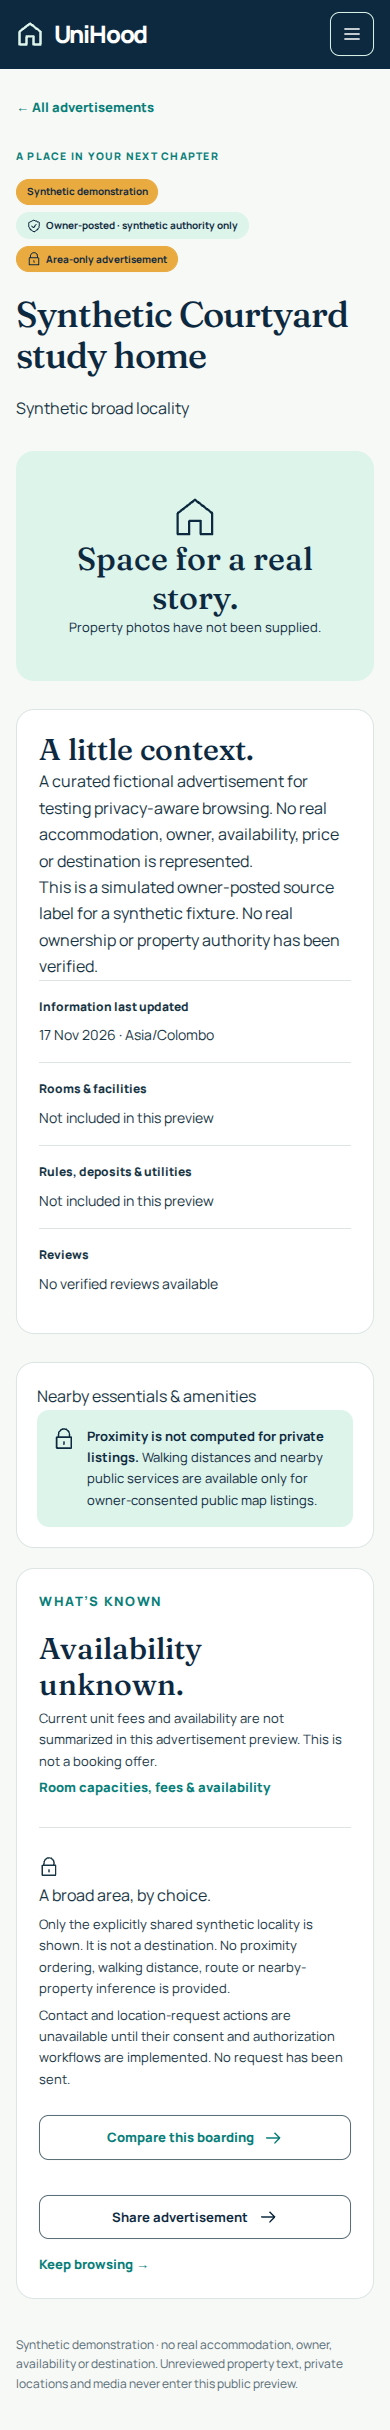 UniHood
← All advertisements
A PLACE IN YOUR NEXT CHAPTER
Synthetic demonstration
Owner-posted · synthetic authority only
Area-only advertisement
Synthetic Courtyard
study home
Synthetic broad locality
Space for a real
story.
Property photos have not been supplied.
A little context.
A curated fictional advertisement for
testing privacy-aware browsing. No real
accommodation, owner, availability, price
or destination is represented.
This is a simulated owner-posted source
label for a synthetic fixture. No real
ownership or property authority has been
verified.
Information last updated
17 Nov 2026 · Asia/Colombo
Rooms & facilities
Not included in this preview
Rules, deposits & utilities
Not included in this preview
Reviews
No verified reviews available
Nearby essentials & amenities
Proximity is not computed for private
listings. Walking distances and nearby
public services are available only for
owner-consented public map listings.
WHAT'S KNOWN
Availability
unknown.
Current unit fees and availability are not
summarized in this advertisement preview. This is
not a booking offer.
Room capacities, fees & availability
A broad area, by choice.
Only the explicitly shared synthetic locality is
shown. It is not a destination. No proximity
ordering, walking distance, route or nearby-
property inference is provided.
Contact and location-request actions are
unavailable until their consent and authorization
workflows are implemented. No request has been
sent.
Compare this boarding →
Share advertisement →
Keep browsing →
Synthetic demonstration · no real accommodation, owner,
availability or destination. Unreviewed property text, private
locations and media never enter this public preview.